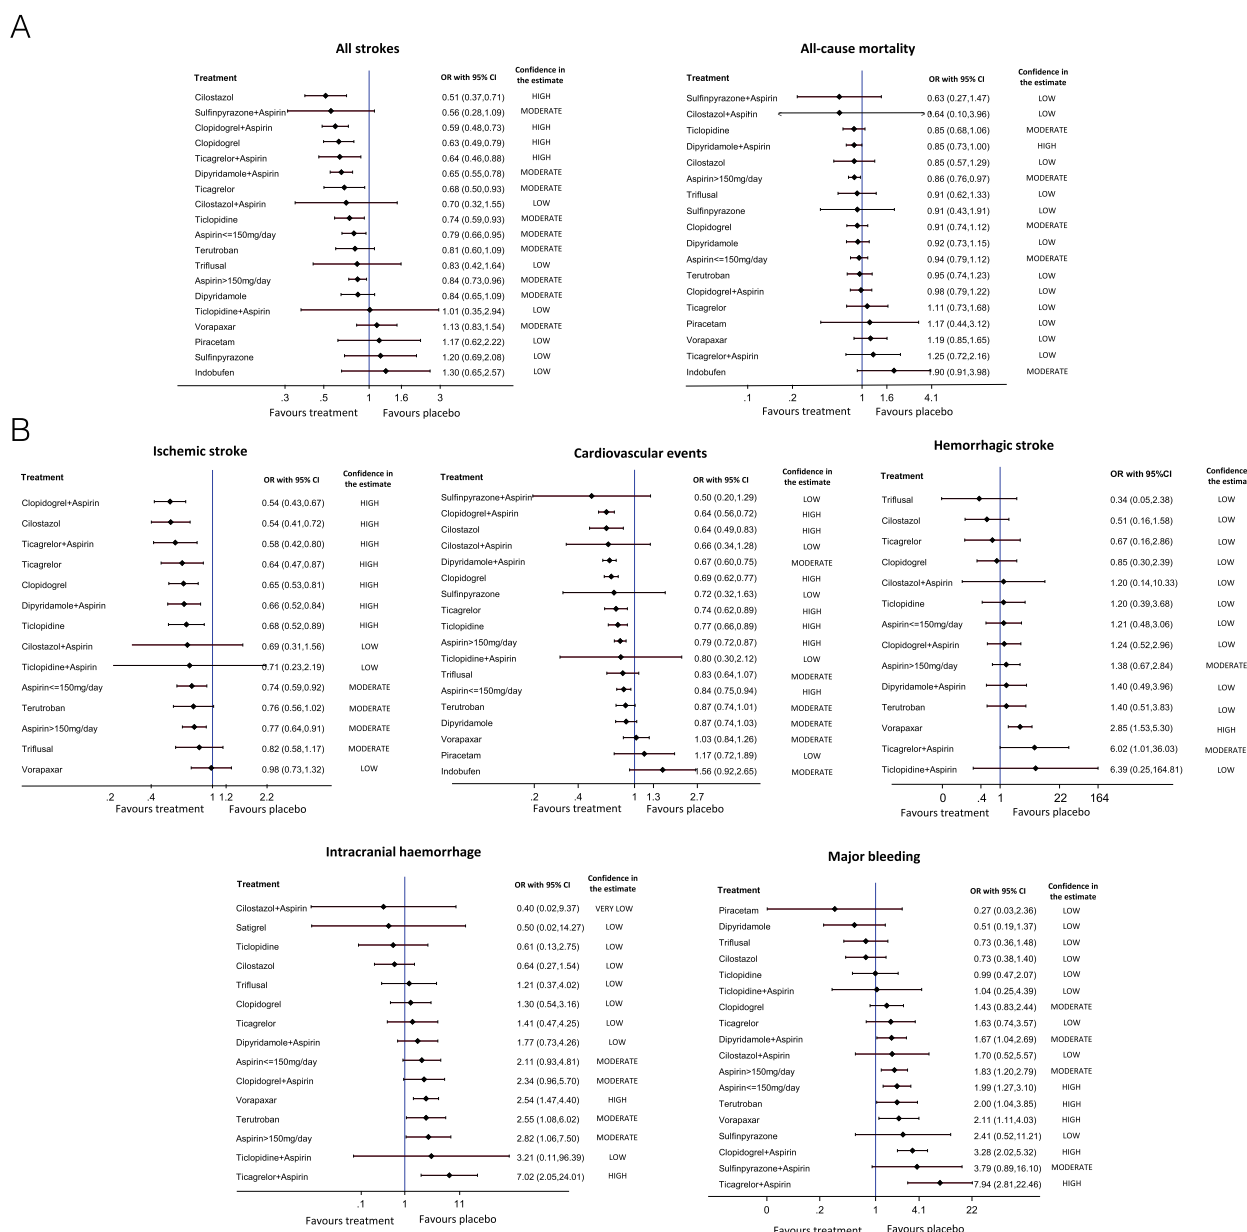 A
All strokes
Treatment OR with 95% CI Confidence in the estimate
Cilostazol 0.51 (0.37,0.71) HIGH
Sulfinpyrazone+Aspirin 0.56 (0.28,1.09) MODERATE
Clopidogrel+Aspirin 0.59 (0.48,0.73) HIGH
Clopidogrel 0.63 (0.49,0.79) HIGH
Ticagrelor+Aspirin 0.64 (0.46,0.88) HIGH
Dipyridamole+Aspirin 0.65 (0.55,0.78) MODERATE
Ticagrelor 0.68 (0.50,0.93) MODERATE
Cilostazol+Aspirin 0.70 (0.32,1.55) LOW
Ticlopidine 0.74 (0.59,0.93) MODERATE
Aspirin<=150mg/day 0.79 (0.66,0.95) MODERATE
Terutroban 0.81 (0.60,1.09) MODERATE
Triflusal 0.83 (0.42,1.64) LOW
Aspirin>150mg/day 0.84 (0.73,0.96) MODERATE
Dipyridamole 0.84 (0.65,1.09) MODERATE
Ticlopidine+Aspirin 1.01 (0.35,2.94) LOW
Vorapaxar 1.13 (0.83,1.54) MODERATE
Piracetam 1.17 (0.62,2.22) LOW
Sulfinpyrazone 1.20 (0.69,2.08) LOW
Indobufen 1.30 (0.65,2.57) LOW
.3 .5 1 1.6 3
Favours treatment Favours placebo
All-cause mortality
Treatment OR with 95% CI Confidence in the estimate
Sulfinpyrazone+Aspirin 0.63 (0.27,1.47) LOW
Cilostazol+Aspirin 0.64 (0.10,3.96) LOW
Ticlopidine 0.85 (0.68,1.06) MODERATE
Dipyridamole+Aspirin 0.85 (0.73,1.00) HIGH
Cilostazol 0.85 (0.57,1.29) LOW
Aspirin>150mg/day 0.86 (0.76,0.97) MODERATE
Triflusal 0.91 (0.62,1.33) LOW
Sulfinpyrazone 0.91 (0.43,1.91) LOW
Clopidogrel 0.91 (0.74,1.12) MODERATE
Dipyridamole 0.92 (0.73,1.15) LOW
Aspirin<=150mg/day 0.94 (0.79,1.12) MODERATE
Terutroban 0.95 (0.74,1.23) LOW
Clopidogrel+Aspirin 0.98 (0.79,1.22) LOW
Ticagrelor 1.11 (0.73,1.68) LOW
Piracetam 1.17 (0.44,3.12) LOW
Vorapaxar 1.19 (0.85,1.65) LOW
Ticagrelor+Aspirin 1.25 (0.72,2.16) LOW
Indobufen 1.90 (0.91,3.98) MODERATE
.1 .2 1 1.6 4.1
Favours treatment Favours placebo
B
Ischemic stroke
Treatment OR with 95% CI Confidence in the estimate
Clopidogrel+Aspirin 0.54 (0.43,0.67) HIGH
Cilostazol 0.54 (0.41,0.72) HIGH
Ticagrelor+Aspirin 0.58 (0.42,0.80) HIGH
Ticagrelor 0.64 (0.47,0.87) HIGH
Clopidogrel 0.65 (0.53,0.81) HIGH
Dipyridamole+Aspirin 0.66 (0.52,0.84) HIGH
Ticlopidine 0.68 (0.52,0.89) HIGH
Cilostazol+Aspirin 0.69 (0.31,1.56) LOW
Ticlopidine+Aspirin 0.71 (0.23,2.19) LOW
Aspirin<=150mg/day 0.74 (0.59,0.92) MODERATE
Terutroban 0.76 (0.56,1.02) MODERATE
Aspirin>150mg/day 0.77 (0.64,0.91) MODERATE
Triflusal 0.82 (0.58,1.17) MODERATE
Vorapaxar 0.98 (0.73,1.32) LOW
.2 .4 1 1.2 2.2
Favours treatment Favours placebo
Cardiovascular events
Treatment OR with 95% CI Confidence in the estimate
Sulfinpyrazone+Aspirin 0.50 (0.20,1.29) LOW
Clopidogrel+Aspirin 0.64 (0.56,0.72) HIGH
Cilostazol 0.64 (0.49,0.83) HIGH
Cilostazol+Aspirin 0.66 (0.34,1.28) LOW
Dipyridamole+Aspirin 0.67 (0.60,0.75) MODERATE
Clopidogrel 0.69 (0.62,0.77) HIGH
Sulfinpyrazone 0.72 (0.32,1.63) LOW
Ticagrelor 0.74 (0.62,0.89) HIGH
Ticlopidine 0.77 (0.66,0.89) HIGH
Aspirin>150mg/day 0.79 (0.72,0.87) HIGH
Ticlopidine+Aspirin 0.80 (0.30,2.12) LOW
Triflusal 0.83 (0.64,1.07) MODERATE
Aspirin<=150mg/day 0.84 (0.75,0.94) HIGH
Terutroban 0.87 (0.74,1.01) MODERATE
Dipyridamole 0.87 (0.74,1.03) MODERATE
Vorapaxar 1.03 (0.84,1.26) MODERATE
Piracetam 1.17 (0.72,1.89) LOW
Indobufen 1.56 (0.92,2.65) MODERATE
.2 .4 1 1.3 2.7
Favours treatment Favours placebo
Hemorrhagic stroke
Treatment OR with 95%CI Confidence the estima
Triflusal 0.34 (0.05,2.38) LOW
Cilostazol 0.51 (0.16,1.58) LOW
Ticagrelor 0.67 (0.16,2.86) LOW
Clopidogrel 0.85 (0.30,2.39) LOW
Cilostazol+Aspirin 1.20 (0.14,10.33) LOW
Ticlopidine 1.20 (0.39,3.68) LOW
Aspirin<=150mg/day 1.21 (0.48,3.06) LOW
Clopidogrel+Aspirin 1.24 (0.52,2.96) LOW
Aspirin>150mg/day 1.38 (0.67,2.84) MODERATE
Dipyridamole+Aspirin 1.40 (0.49,3.96) LOW
Terutroban 1.40 (0.51,3.83) LOW
Vorapaxar 2.85 (1.53,5.30) HIGH
Ticagrelor+Aspirin 6.02 (1.01,36.03) MODERATE
Ticlopidine+Aspirin 6.39 (0.25,164.81) LOW
0 .4 1 22 164
Favours treatment Favours placebo
Intracranial haemorrhage
Treatment OR with 95% CI Confidence in the estimate
Cilostazol+Aspirin 0.40 (0.02,9.37) VERY LOW
Satigrel 0.50 (0.02,14.27) LOW
Ticlopidine 0.61 (0.13,2.75) LOW
Cilostazol 0.64 (0.27,1.54) LOW
Triflusal 1.21 (0.37,4.02) LOW
Clopidogrel 1.30 (0.54,3.16) LOW
Ticagrelor 1.41 (0.47,4.25) LOW
Dipyridamole+Aspirin 1.77 (0.73,4.26) LOW
Aspirin<=150mg/day 2.11 (0.93,4.81) MODERATE
Clopidogrel+Aspirin 2.34 (0.96,5.70) MODERATE
Vorapaxar 2.54 (1.47,4.40) HIGH
Terutroban 2.55 (1.08,6.02) MODERATE
Aspirin>150mg/day 2.82 (1.06,7.50) MODERATE
Ticlopidine+Aspirin 3.21 (0.11,96.39) LOW
Ticagrelor+Aspirin 7.02 (2.05,24.01) HIGH
.1 1 11
Favours treatment Favours placebo
Major bleeding
Treatment OR with 95% CI Confidence in the estimate
Piracetam 0.27 (0.03,2.36) LOW
Dipyridamole 0.51 (0.19,1.37) LOW
Triflusal 0.73 (0.36,1.48) LOW
Cilostazol 0.73 (0.38,1.40) LOW
Ticlopidine 0.99 (0.47,2.07) LOW
Ticlopidine+Aspirin 1.04 (0.25,4.39) LOW
Clopidogrel 1.43 (0.83,2.44) MODERATE
Ticagrelor 1.63 (0.74,3.57) LOW
Dipyridamole+Aspirin 1.67 (1.04,2.69) MODERATE
Cilostazol+Aspirin 1.70 (0.52,5.57) LOW
Aspirin>150mg/day 1.83 (1.20,2.79) MODERATE
Aspirin<=150mg/day 1.99 (1.27,3.10) HIGH
Terutroban 2.00 (1.04,3.85) HIGH
Vorapaxar 2.11 (1.11,4.03) HIGH
Sulfinpyrazone 2.41 (0.52,11.21) LOW
Clopidogrel+Aspirin 3.28 (2.02,5.32) HIGH
Sulfinpyrazone+Aspirin 3.79 (0.89,16.10) MODERATE
Ticagrelor+Aspirin 7.94 (2.81,22.46) HIGH
0 .2 1 4.1 22
Favours treatment Favours placebo